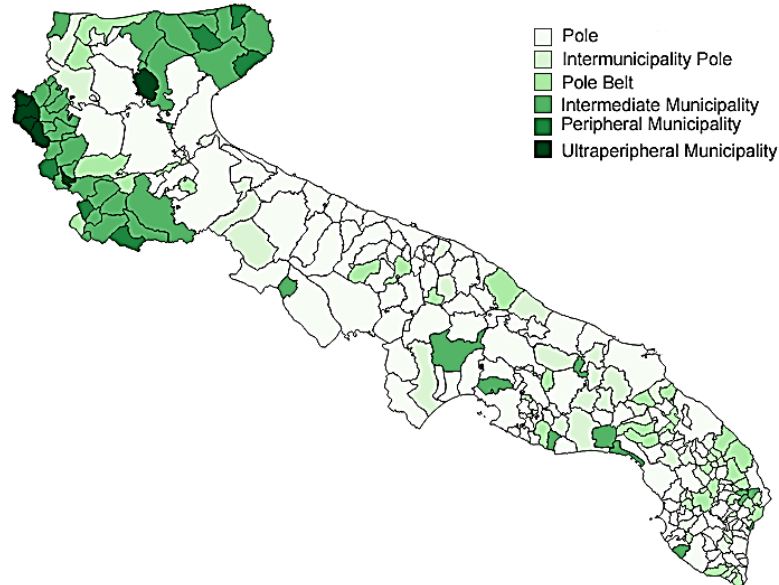 Pole
Intermunicipality Pole
Pole Belt
Intermediate Municipality
Peripheral Municipality
Ultraperipheral Municipality